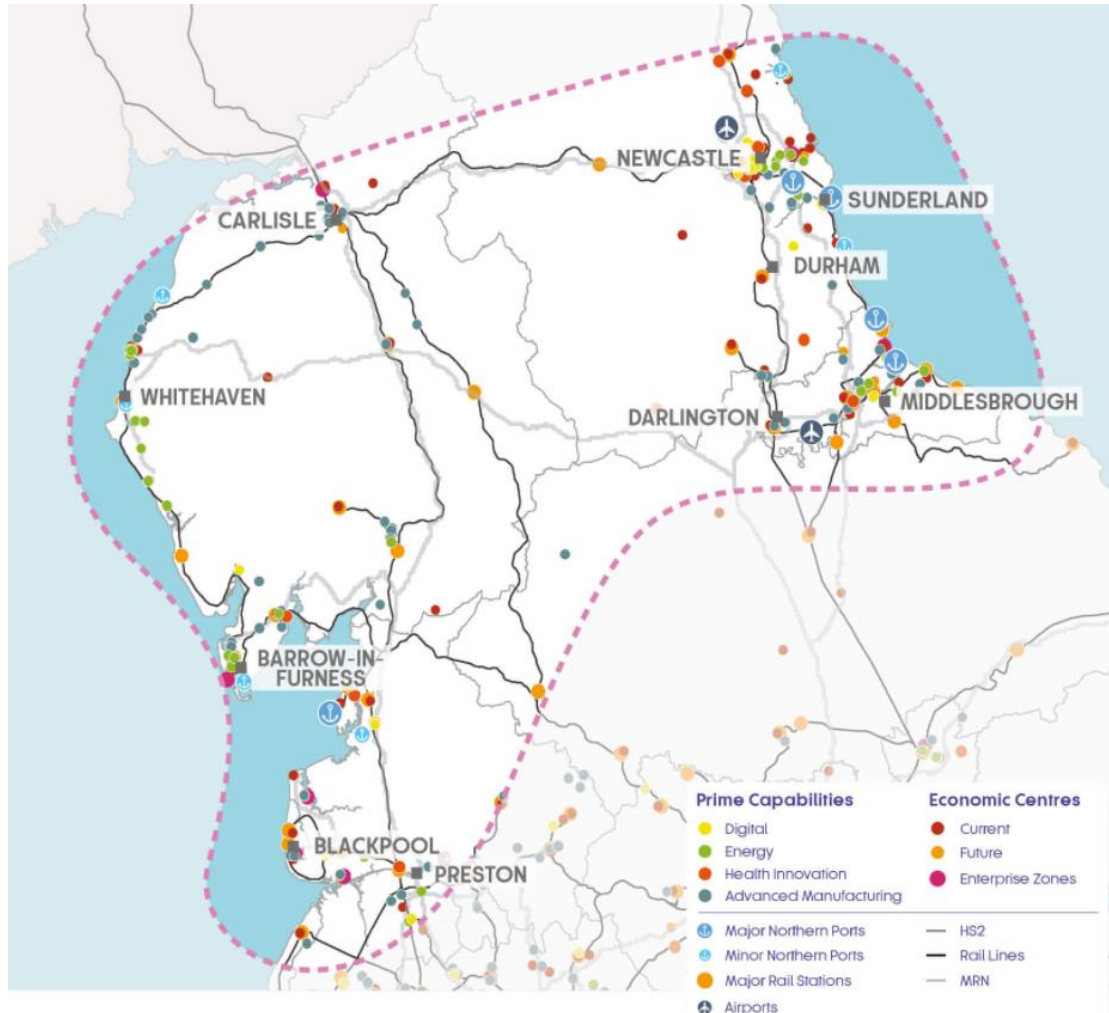 NEWCASTLE
SUNDERLAND
CARLISLE
DURHAM
WHITEHAVEN
DARLINGTON
MIDDLESBROUGH
BARROW-IN-
FURNESS
BLACKPOOL
PRESTON
Prime Capabilities
Digital
Energy
Health Innovation
Advanced Manufacturing
Economic Centres
Current
Future
Enterprise Zones
Major Northern Ports
Minor Northern Ports
Major Rail Stations
Airports
HS2
Rail Lines
MRN